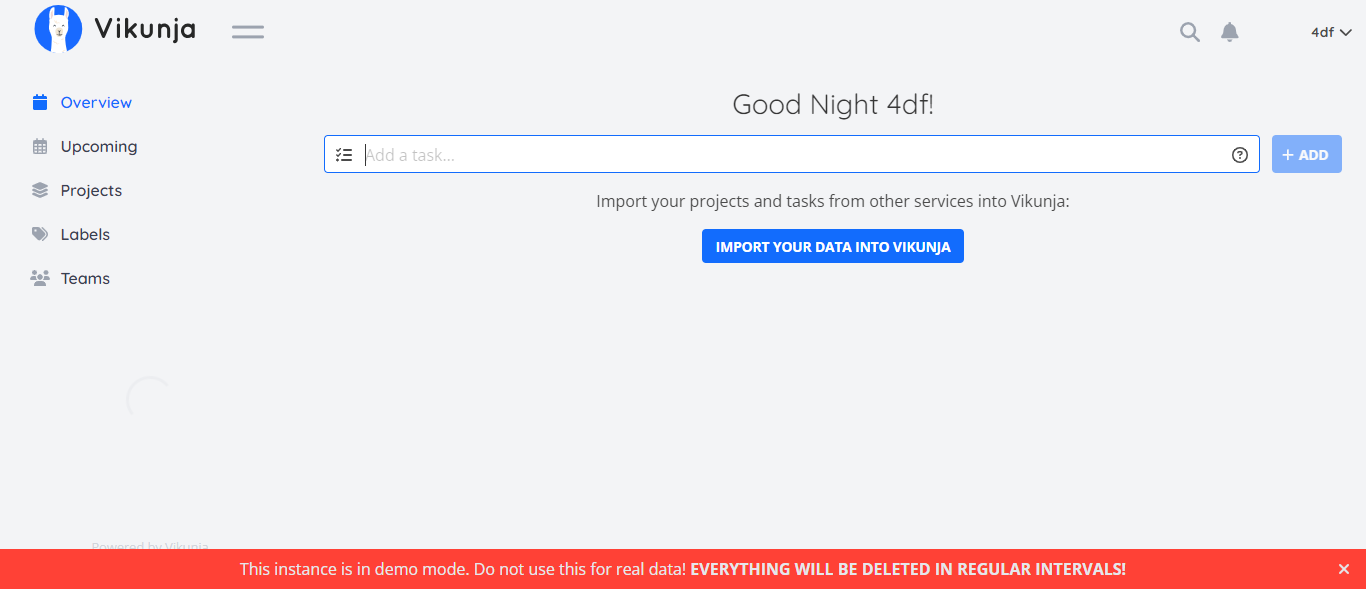 Vikunja
4df
Overview
Upcoming
Projects
Labels
Teams
Good Night 4df!
Add a task...
+ ADD
Import your projects and tasks from other services into Vikunja:
IMPORT YOUR DATA INTO VIKUNJA
Powered by Vikunja
This instance is in demo mode. Do not use this for real data! EVERYTHING WILL BE DELETED IN REGULAR INTERVALS!